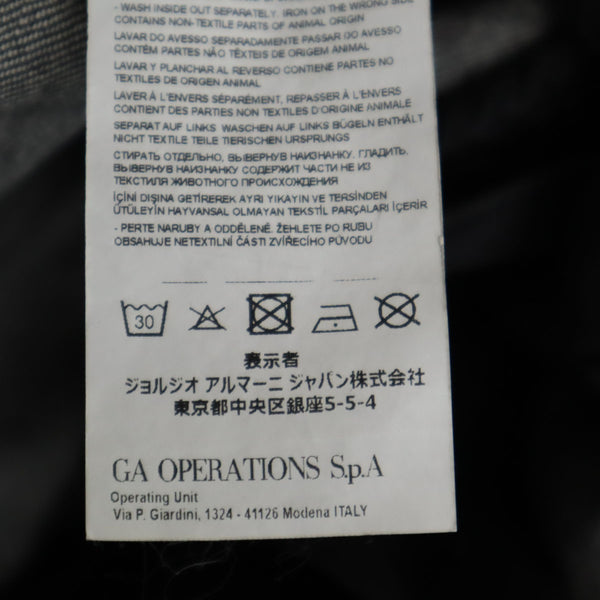 - WASH INSIDE OUT SEPARATELY. IRON ON THE WRONG SIDE
CONTAINS NON-TEXTILE PARTS OF ANIMAL ORIGIN
LAVAR DO AVESSO SEPARADAMENTE PASSAR DO AVESSO
CONTÉM PARTES NÃO TÊXTEIS DE ORIGEM ANIMAL
LAVAR Y PLANCHAR AL REVERSO CONTIENE PARTES NO
TEXTILES DE ORIGEN ANIMAL
LAVER À L'ENVERS SÉPARÉMENT, REPASSER À L'ENVERS
CONTIENT DES PARTIES NON TEXTILES D'ORIGINE ANIMALE
SEPARAT AUF LINKS WASCHEN AUF LINKS BÜGELN ENTHÄLT
NICHT TEXTILE TEILE TIERISCHEN URSPRUNGS
СТИРАТЬ ОТДЕЛЬНО, ВЫВЕРНУВ НАИЗНАНКУ. ГЛАДИТЬ,
ВЫВЕРНУВ НАИЗНАНКУ СОДЕРЖИТ ЧАСТИ НЕ ИЗ
ТЕКСТИЛЯ ЖИВОТНОГО ПРОИСХОЖДЕНИЯ
İÇİNİ DIŞINA GETİREREK AYRI YIKAYIN VE TERSİNDEN
ÜTÜLEYİN HAYVANSAL OLMAYAN TEKSTİL PARÇALARI İÇERİR
- PERTE NARUBY A ODDĚLENĚ. ŽEHLETE PO RUBU
OBSAHUJE NETEXTILNÍ ČÁSTI ZVÍŘECÍHO PŮVODU
30
表示者
ジョルジオ アルマーニ ジャパン株式会社
東京都中央区銀座5-5-4
GA OPERATIONS S.p.A
Operating Unit
Via P. Giardini, 1324 - 41126 Modena ITALY